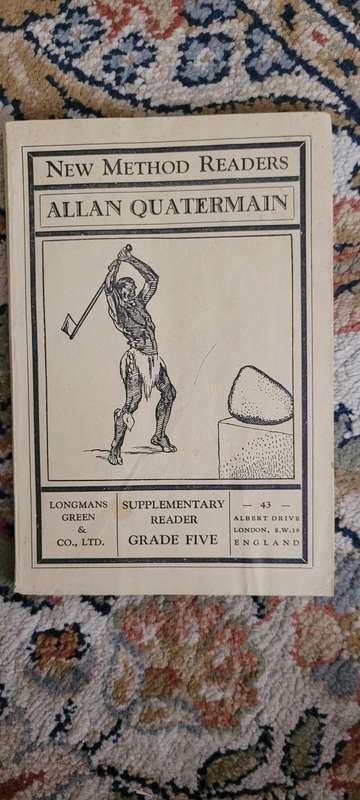 NEW METHOD READERS
ALLAN QUATERMAIN
LONGMANS
GREEN
&
CO., LTD.
SUPPLEMENTARY
READER
GRADE FIVE
— 43 —
ALBERT DRIVE
LONDON, S.W.19
ENGLAND